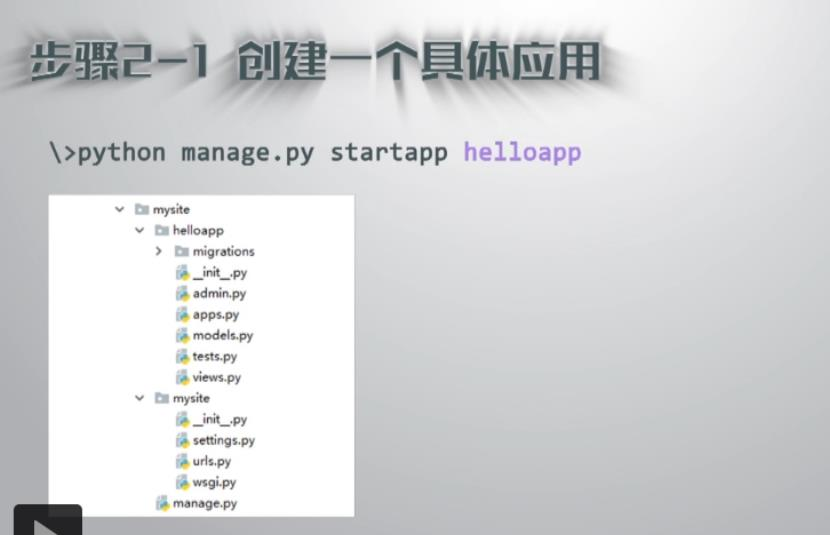 步骤2-1 创建一个具体应用
\>python manage.py startapp helloapp
mysite
helloapp
migrations
__init__.py
admin.py
apps.py
models.py
tests.py
views.py
mysite
__init__.py
settings.py
urls.py
wsgi.py
manage.py